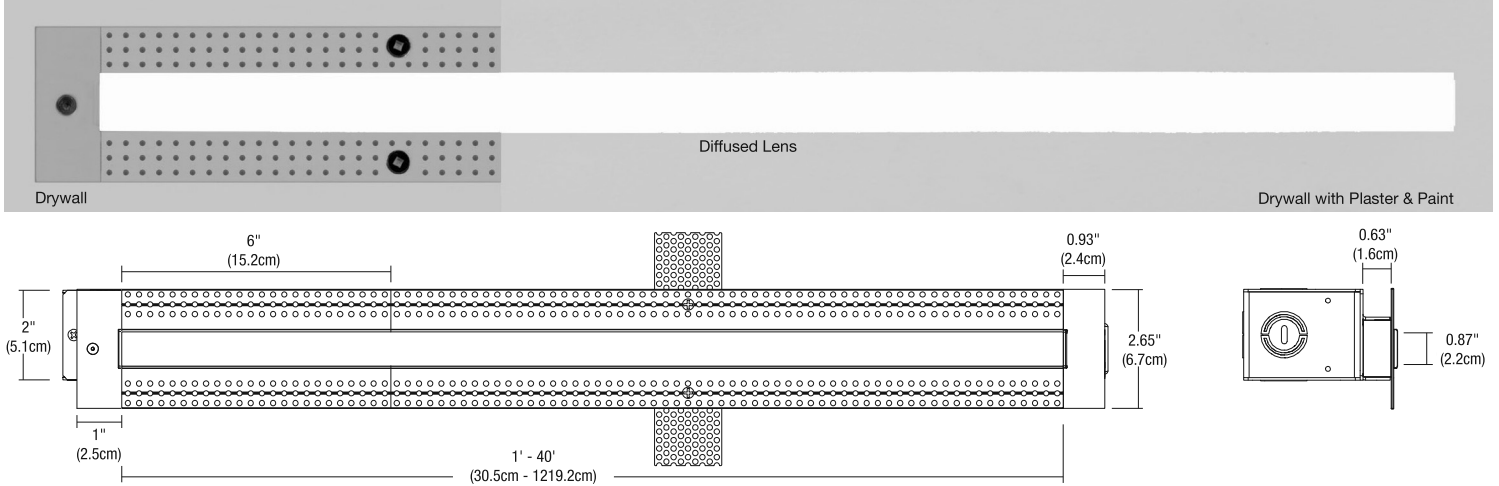 Diffused Lens
Drywall
Drywall with Plaster & Paint
6"
(15.2cm)
0.93"
(2.4cm)
0.63"
(1.6cm)
2"
(5.1cm)
2.65"
(6.7cm)
0.87"
(2.2cm)
1"
(2.5cm)
1' - 40'
(30.5cm - 1219.2cm)